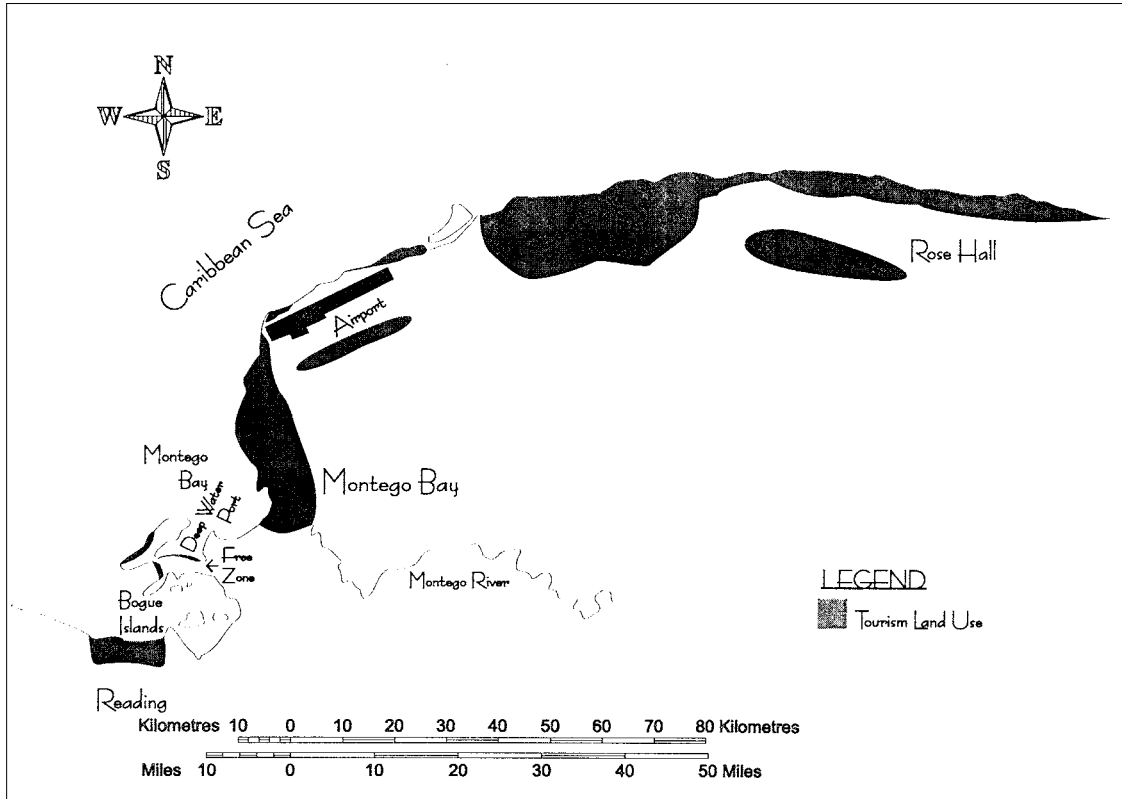 N
W E
S
Caribbean Sea
Rose Hall
Airport
Montego
Bay
Montego Bay
Deep Water
Port
Free
Zone
Montego River
Bogue
Islands
LEGEND
Tourism Land Use
Reading
Kilometres 10 0 10 20 30 40 50 60 70 80 Kilometres
Miles 10 0 10 20 30 40 50 Miles